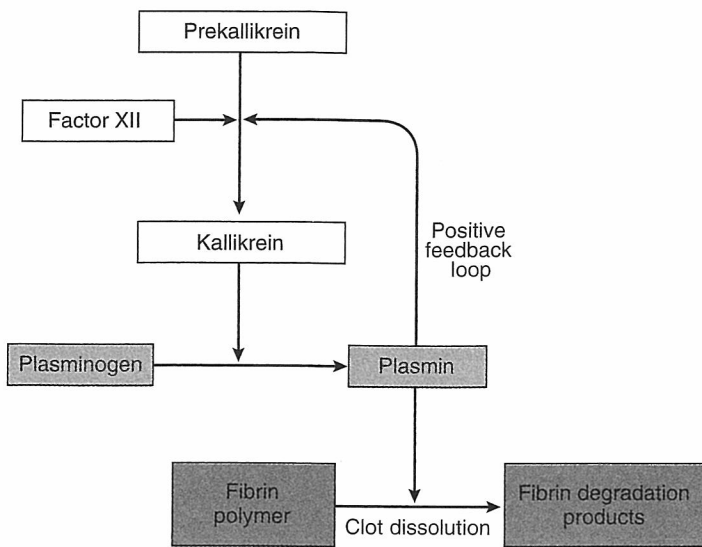 Prekallikrein
Factor XII
Kallikrein
Positive
feedback
loop
Plasminogen
Plasmin
Fibrin
polymer
Clot dissolution
Fibrin degradation
products